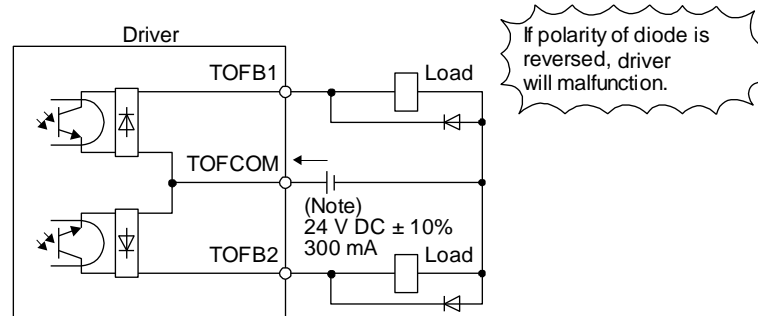 Driver
If polarity of diode is
reversed, driver
will malfunction.
TOFB1
Load
TOFCOM
(Note)
24 V DC ± 10%
300 mA
TOFB2
Load